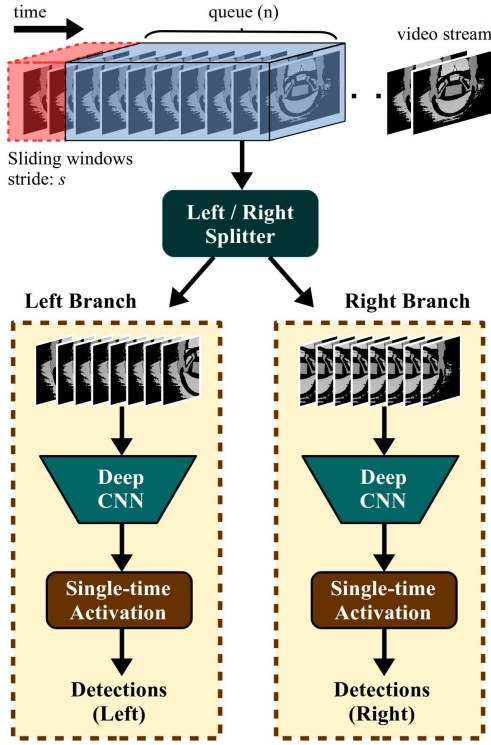 time
queue (n)
video stream
Sliding windows
stride: s
Left / Right
Splitter
Left Branch
Right Branch
Deep
CNN
Deep
CNN
Single-time
Activation
Single-time
Activation
Detections
(Left)
Detections
(Right)